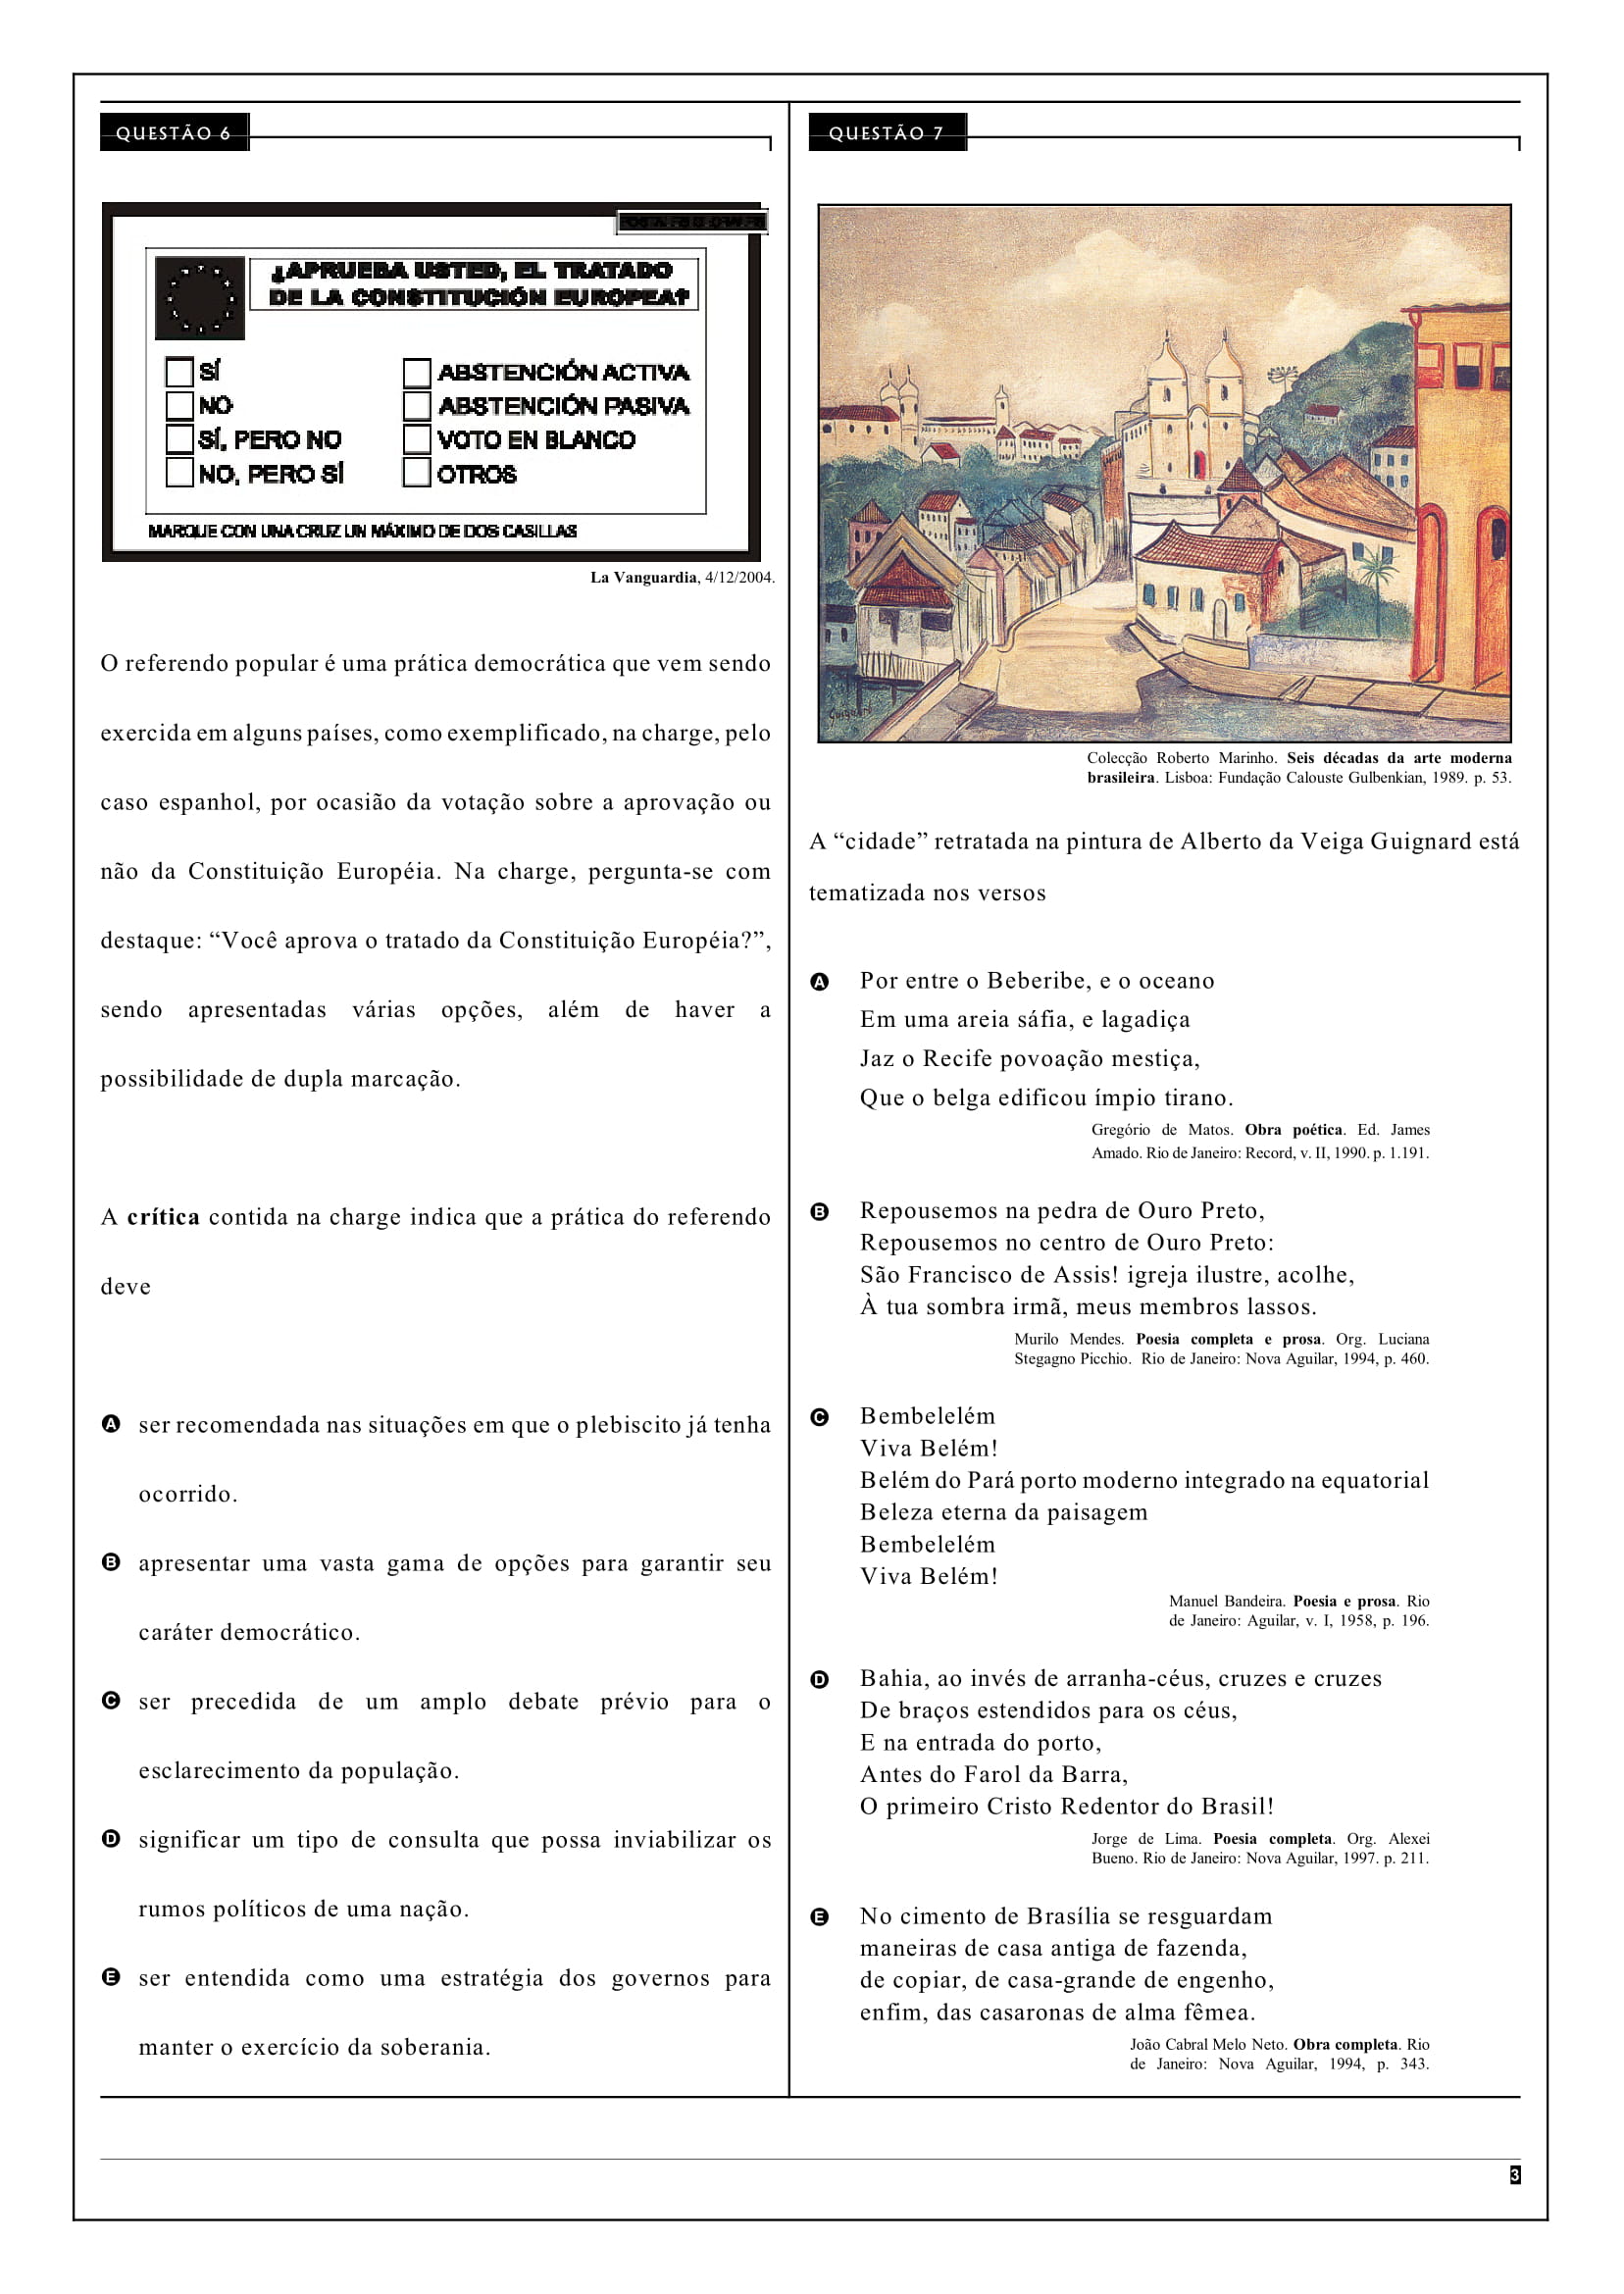 QUESTÃO 6
¿APRUEBA USTED, EL TRATADO
DE LA CONSTITUCIÓN EUROPEA?
SÍ
NO
SÍ, PERO NO
NO, PERO SÍ
ABSTENCIÓN ACTIVA
ABSTENCIÓN PASIVA
VOTO EN BLANCO
OTROS
MARQUE CON UNA CRUZ UN MÁXIMO DE DOS CASILLAS
La Vanguardia, 4/12/2004.
O referendo popular é uma prática democrática que vem sendo
exercida em alguns países, como exemplificado, na charge, pelo
caso espanhol, por ocasião da votação sobre a aprovação ou
não da Constituição Européia. Na charge, pergunta-se com
destaque: “Você aprova o tratado da Constituição Européia?”,
sendo apresentadas várias opções, além de haver a
possibilidade de dupla marcação.
A crítica contida na charge indica que a prática do referendo
deve
A ser recomendada nas situações em que o plebiscito já tenha
ocorrido.
B apresentar uma vasta gama de opções para garantir seu
caráter democrático.
C ser precedida de um amplo debate prévio para o
esclarecimento da população.
D significar um tipo de consulta que possa inviabilizar os
rumos políticos de uma nação.
E ser entendida como uma estratégia dos governos para
manter o exercício da soberania.
QUESTÃO 7
Guignard
Colecção Roberto Marinho. Seis décadas da arte moderna
brasileira. Lisboa: Fundação Calouste Gulbenkian, 1989. p. 53.
A “cidade” retratada na pintura de Alberto da Veiga Guignard está
tematizada nos versos
A Por entre o Beberibe, e o oceano
Em uma areia sáfia, e lagadiça
Jaz o Recife povoação mestiça,
Que o belga edificou ímpio tirano.
Gregório de Matos. Obra poética. Ed. James
Amado. Rio de Janeiro: Record, v. II, 1990. p. 1.191.
B Repousemos na pedra de Ouro Preto,
Repousemos no centro de Ouro Preto:
São Francisco de Assis! igreja ilustre, acolhe,
À tua sombra irmã, meus membros lassos.
Murilo Mendes. Poesia completa e prosa. Org. Luciana
Stegagno Picchio. Rio de Janeiro: Nova Aguilar, 1994, p. 460.
C Bembelelém
Viva Belém!
Belém do Pará porto moderno integrado na equatorial
Beleza eterna da paisagem
Bembelelém
Viva Belém!
Manuel Bandeira. Poesia e prosa. Rio
de Janeiro: Aguilar, v. I, 1958, p. 196.
D Bahia, ao invés de arranha-céus, cruzes e cruzes
De braços estendidos para os céus,
E na entrada do porto,
Antes do Farol da Barra,
O primeiro Cristo Redentor do Brasil!
Jorge de Lima. Poesia completa. Org. Alexei
Bueno. Rio de Janeiro: Nova Aguilar, 1997. p. 211.
E No cimento de Brasília se resguardam
maneiras de casa antiga de fazenda,
de copiar, de casa-grande de engenho,
enfim, das casaronas de alma fêmea.
João Cabral Melo Neto. Obra completa. Rio
de Janeiro: Nova Aguilar, 1994, p. 343.
3